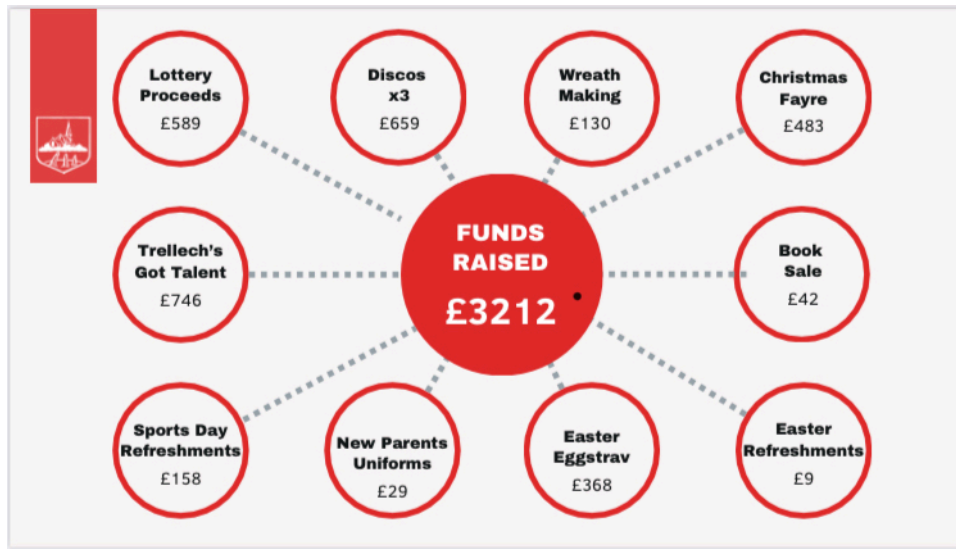 Lottery
Proceeds
£589
Discos
x3
£659
Wreath
Making
£130
Christmas
Fayre
£483
FUNDS
RAISED
£3212
Trellech's
Got Talent
£746
Book
Sale
£42
Sports Day
Refreshments
£158
New Parents
Uniforms
£29
Easter
Eggstrav
£368
Easter
Refreshments
£9